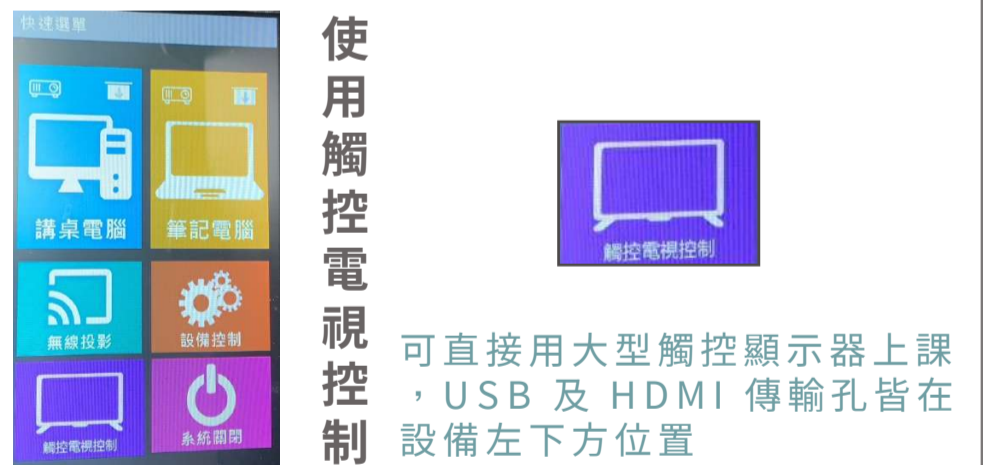 快速選單
講桌電腦
筆記電腦
無線投影
設備控制
觸控電視控制
系統關閉
使用觸控電視控制
觸控電視控制
可直接用大型觸控顯示器上課
，USB 及 HDMI 傳輸孔皆在
設備左下方位置